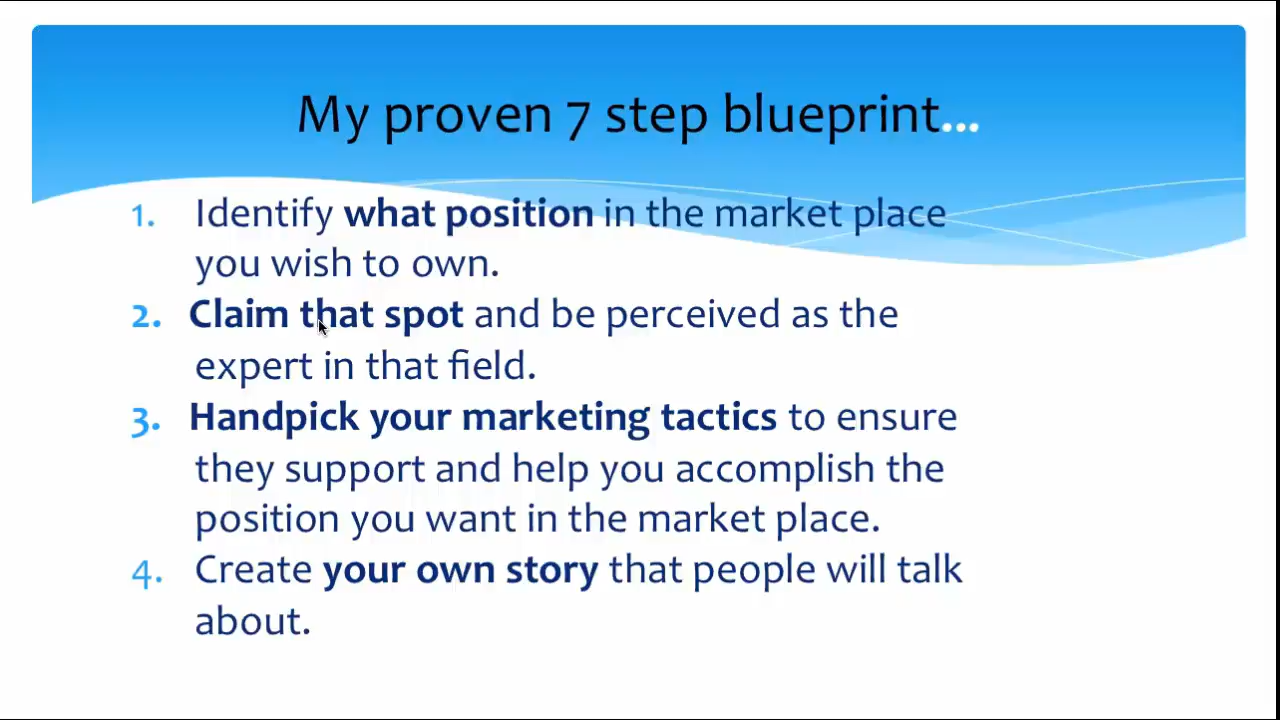 My proven 7 step blueprint...
1. Identify what position in the market place
you wish to own.
2. Claim that spot and be perceived as the
expert in that field.
3. Handpick your marketing tactics to ensure
they support and help you accomplish the
position you want in the market place.
4. Create your own story that people will talk
about.